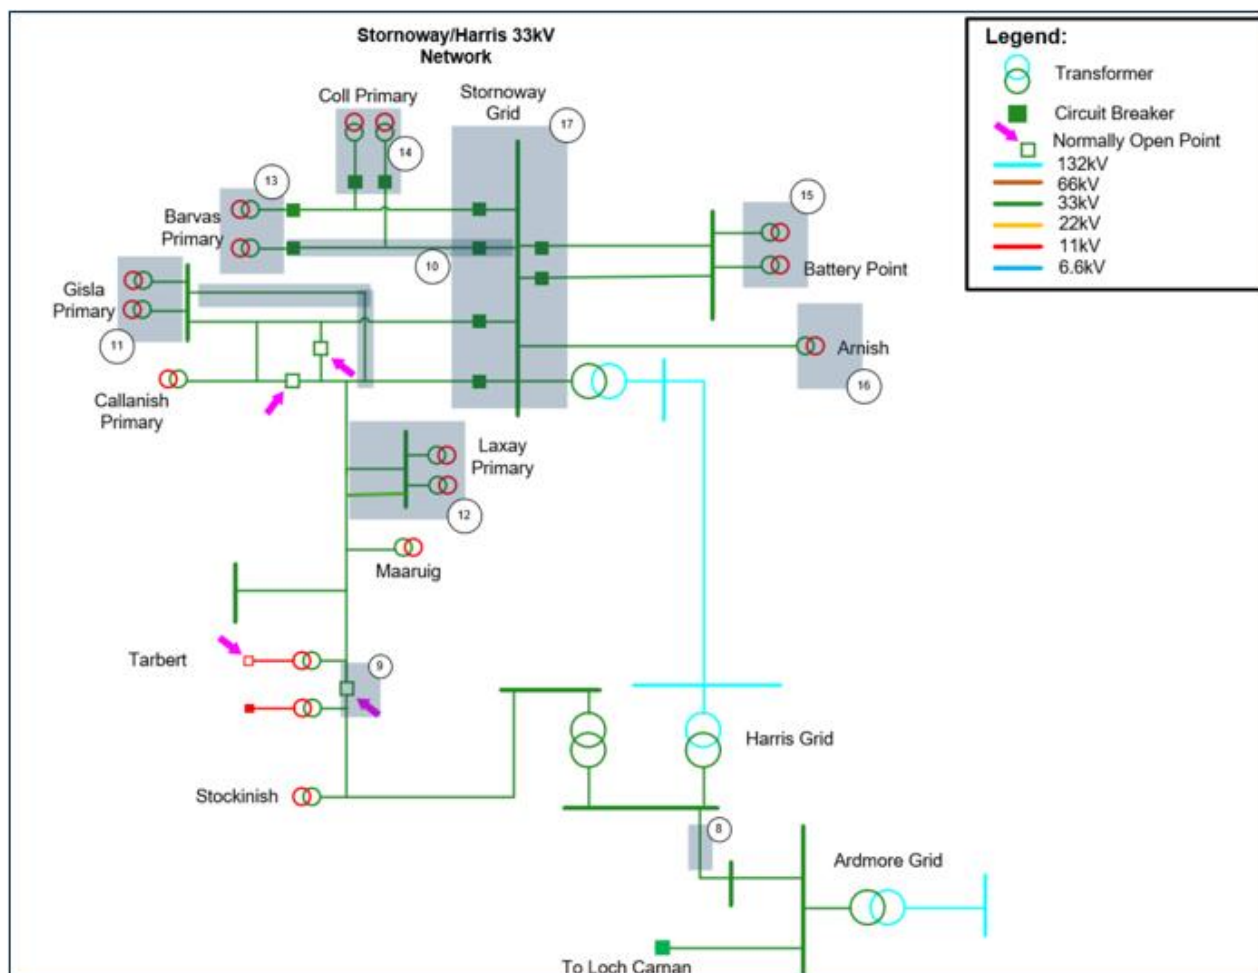 Stornoway/Harris 33kV
Network
Legend:
Transformer
Circuit Breaker
Normally Open Point
132kV
66kV
33kV
22kV
11kV
6.6kV
Coll Primary
14
Stornoway
Grid
17
13
Barvas
Primary
10
15
Battery Point
Gisla
Primary
11
Arnish
16
Callanish
Primary
Laxay
Primary
12
Maaruig
Tarbert
9
Harris Grid
Stockinish
8
Ardmore Grid
To Loch Carnan